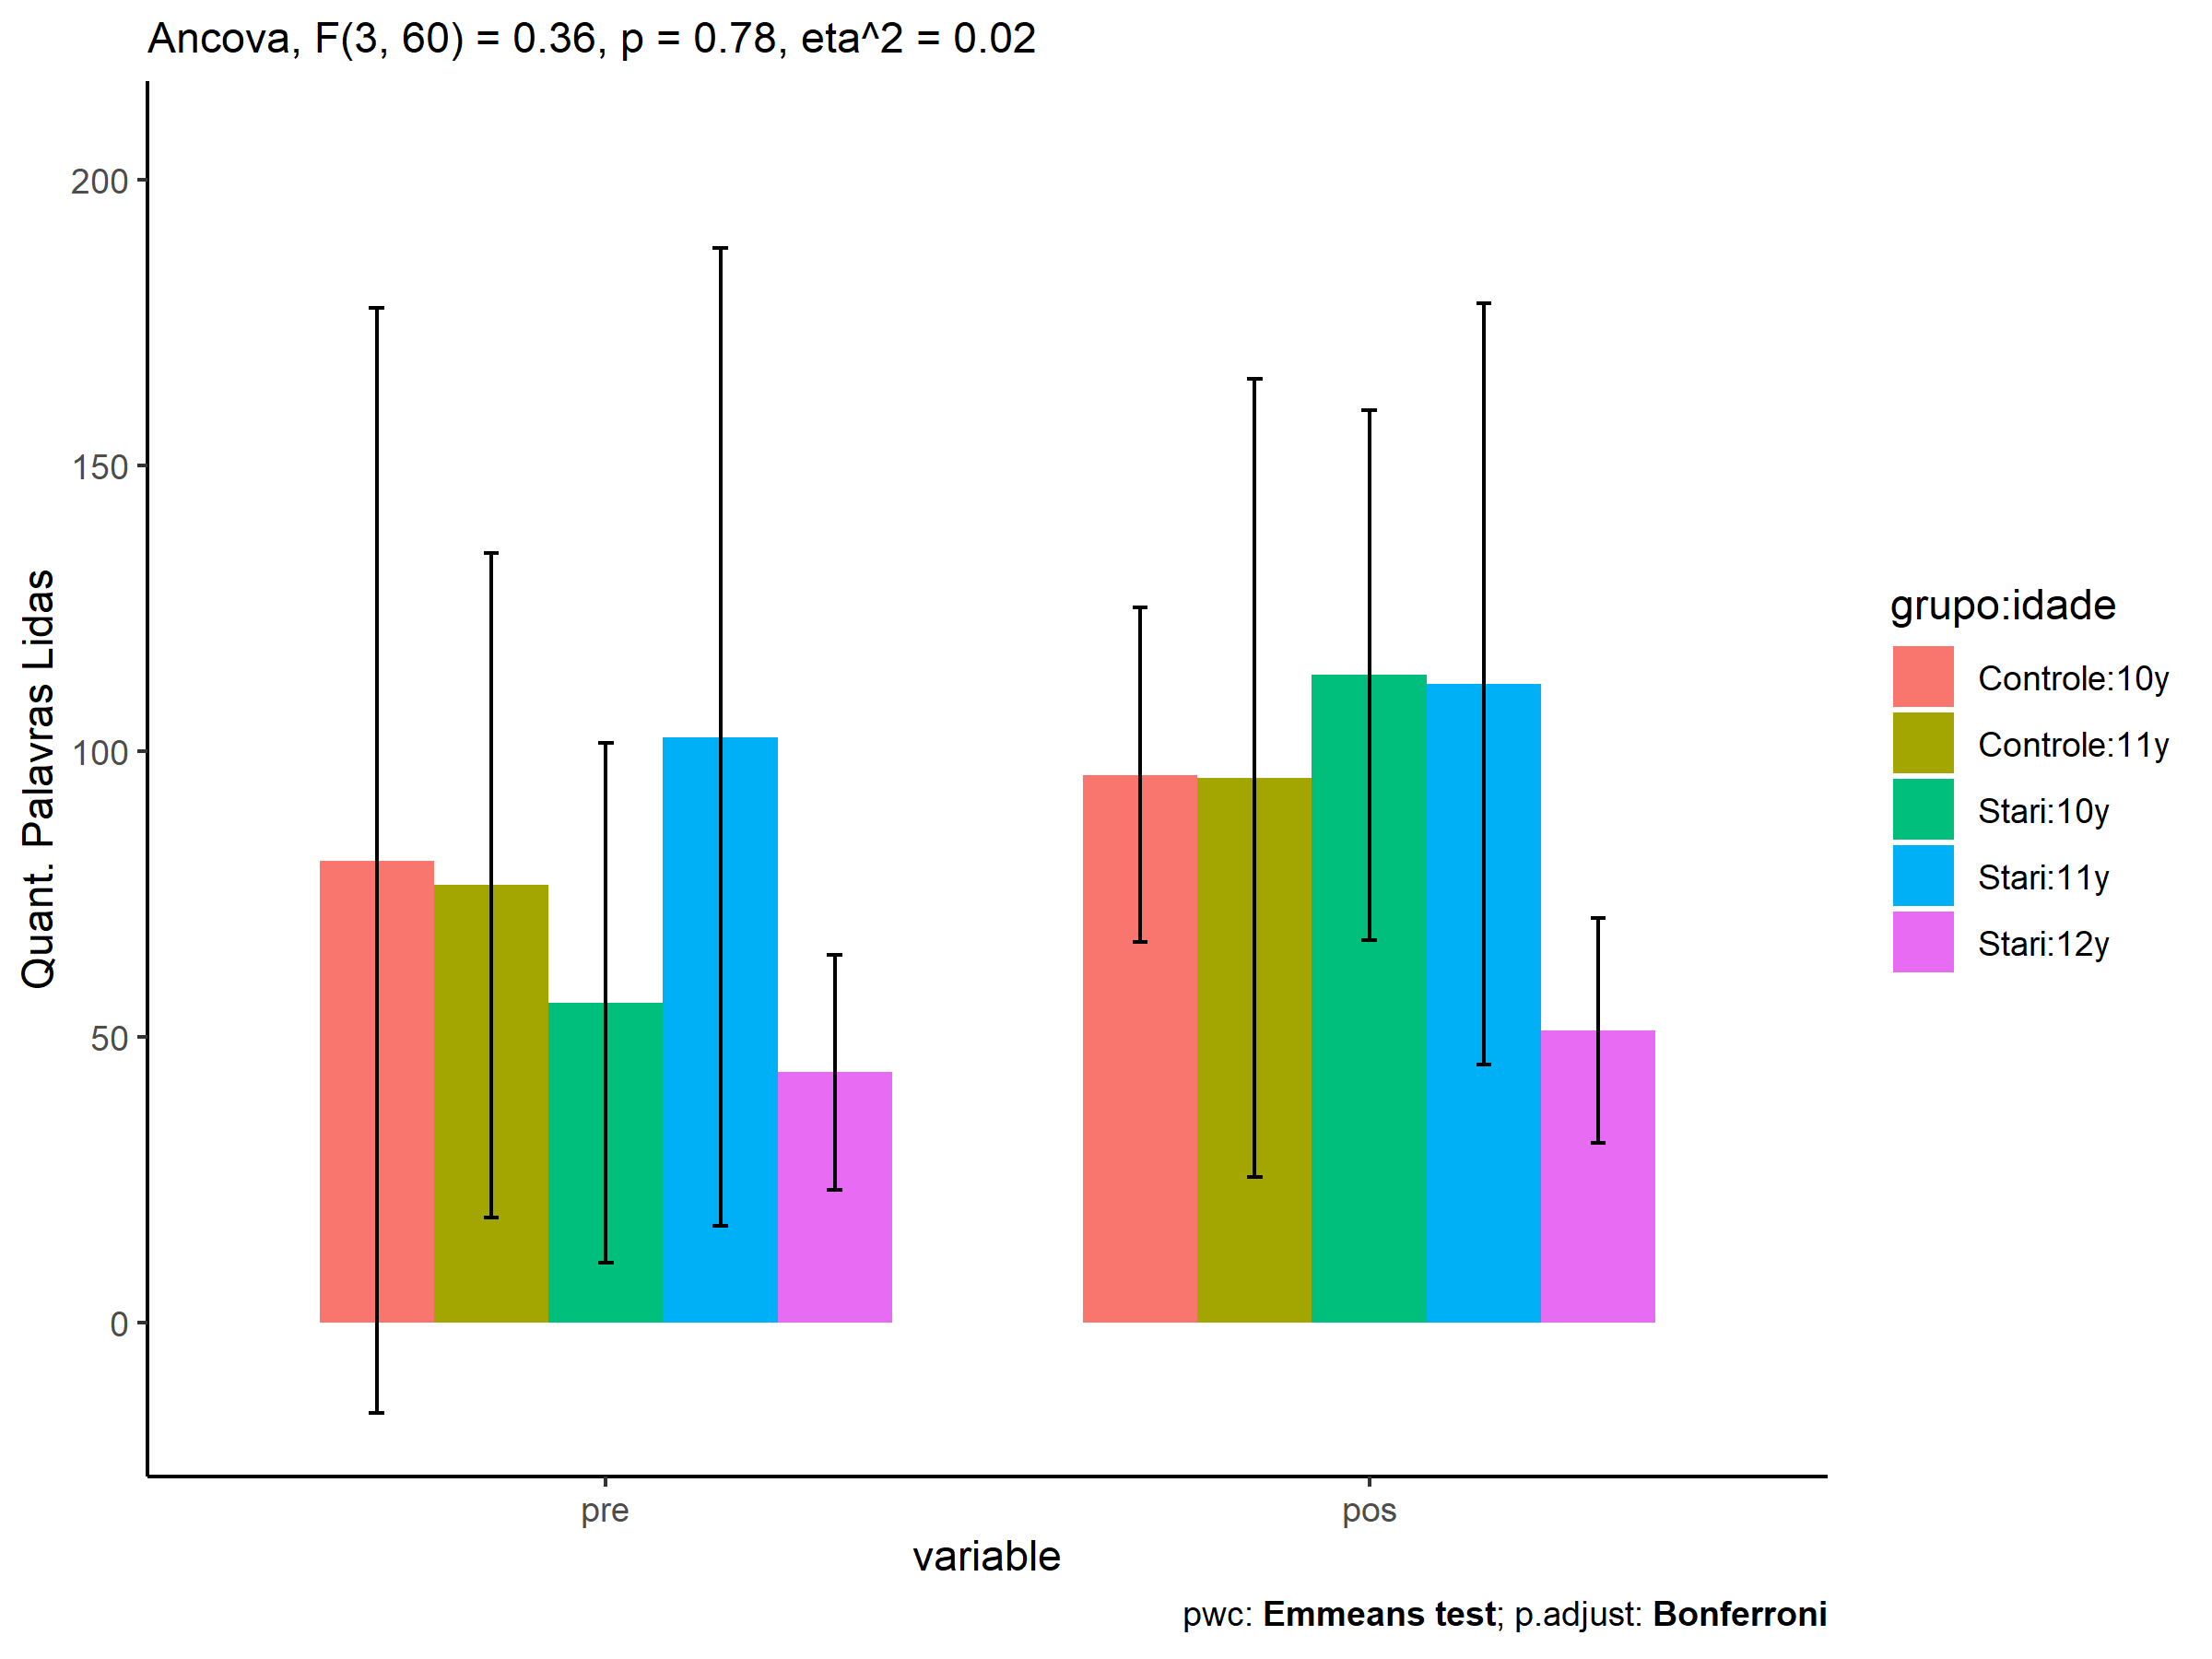 Ancova, F(3, 60) = 0.36, p = 0.78, eta^2 = 0.02
200
150
100
50
0
Quant. Palavras Lidas
pre
pos
variable
grupo:idade
Controle:10y
Controle:11y
Stari:10y
Stari:11y
Stari:12y
pwc: Emmeans test; p.adjust: Bonferroni